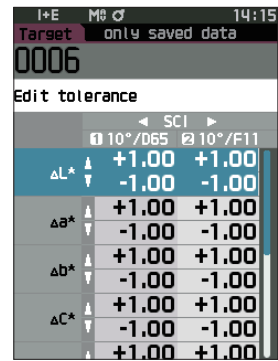 I+E M0 ♂ 14:15
Target only saved data
0006
Edit tolerance
◄ SCI ►
1 10°/D65 2 10°/F11
ΔL* ▲ +1.00 +1.00
▼ -1.00 -1.00
Δa* ▲ +1.00 +1.00
▼ -1.00 -1.00
Δb* ▲ +1.00 +1.00
▼ -1.00 -1.00
ΔC* ▲ +1.00 +1.00
▼ -1.00 -1.00
▲ +1.00 +1.00